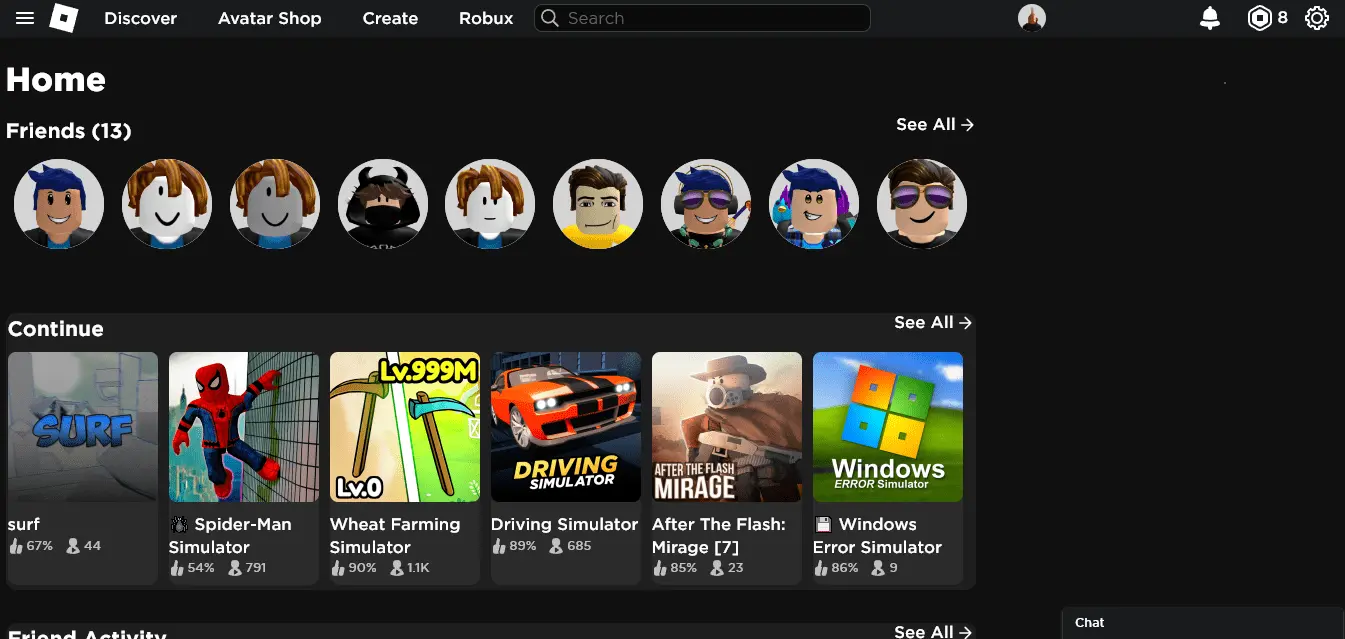 Discover Avatar Shop Create Robux Search 8
Home
Friends (13) See All
Continue See All
SURF
Lv.999M
Lv.0
DRIVING
SIMULATOR
AFTER THE FLASH
MIRAGE
Windows
ERROR Simulator
surf
67% 44
Spider-Man
Simulator
54% 791
Wheat Farming
Simulator
90% 1.1K
Driving Simulator
89% 685
After The Flash:
Mirage [7]
85% 23
Windows
Error Simulator
86% 9
Friend Activity See All
Chat